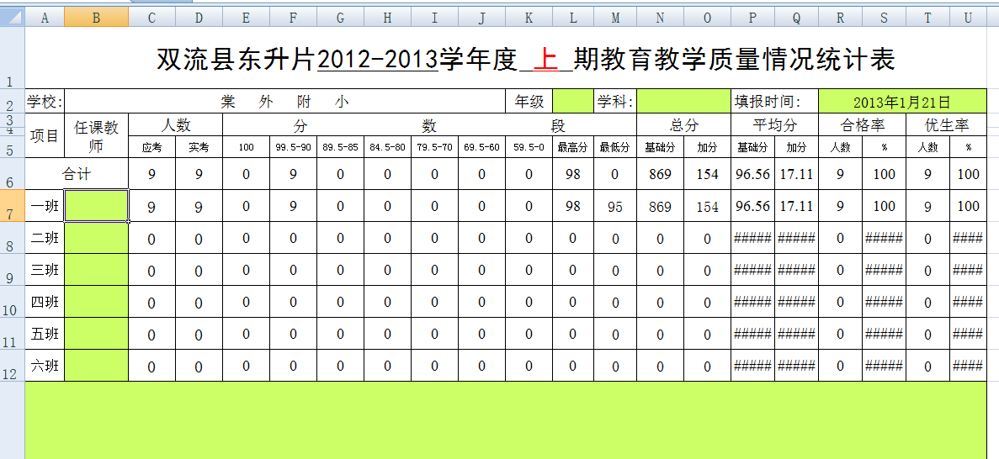 A B C D E F G H I J K L M N O P Q R S T U
1 双流县东升片2012-2013学年度 上 期教育教学质量情况统计表
2 学校: 棠 外 附 小 年级 学科: 填报时间: 2013年1月21日
3 项目 任课教师 人数 分 数 段 总分 平均分 合格率 优生率
4
5 应考 实考 100 99.5-90 89.5-85 84.5-80 79.5-70 69.5-60 59.5-0 最高分 最低分 基础分 加分 基础分 加分 人数 % 人数 %
6 合计 9 9 0 9 0 0 0 0 0 98 0 869 154 96.56 17.11 9 100 9 100
7 一班 9 9 0 9 0 0 0 0 0 98 95 869 154 96.56 17.11 9 100 9 100
8 二班 0 0 0 0 0 0 0 0 0 0 0 0 0 ##### ##### 0 ##### 0 ####
9 三班 0 0 0 0 0 0 0 0 0 0 0 0 0 ##### ##### 0 ##### 0 ####
10 四班 0 0 0 0 0 0 0 0 0 0 0 0 0 ##### ##### 0 ##### 0 ####
11 五班 0 0 0 0 0 0 0 0 0 0 0 0 0 ##### ##### 0 ##### 0 ####
12 六班 0 0 0 0 0 0 0 0 0 0 0 0 0 ##### ##### 0 ##### 0 ####